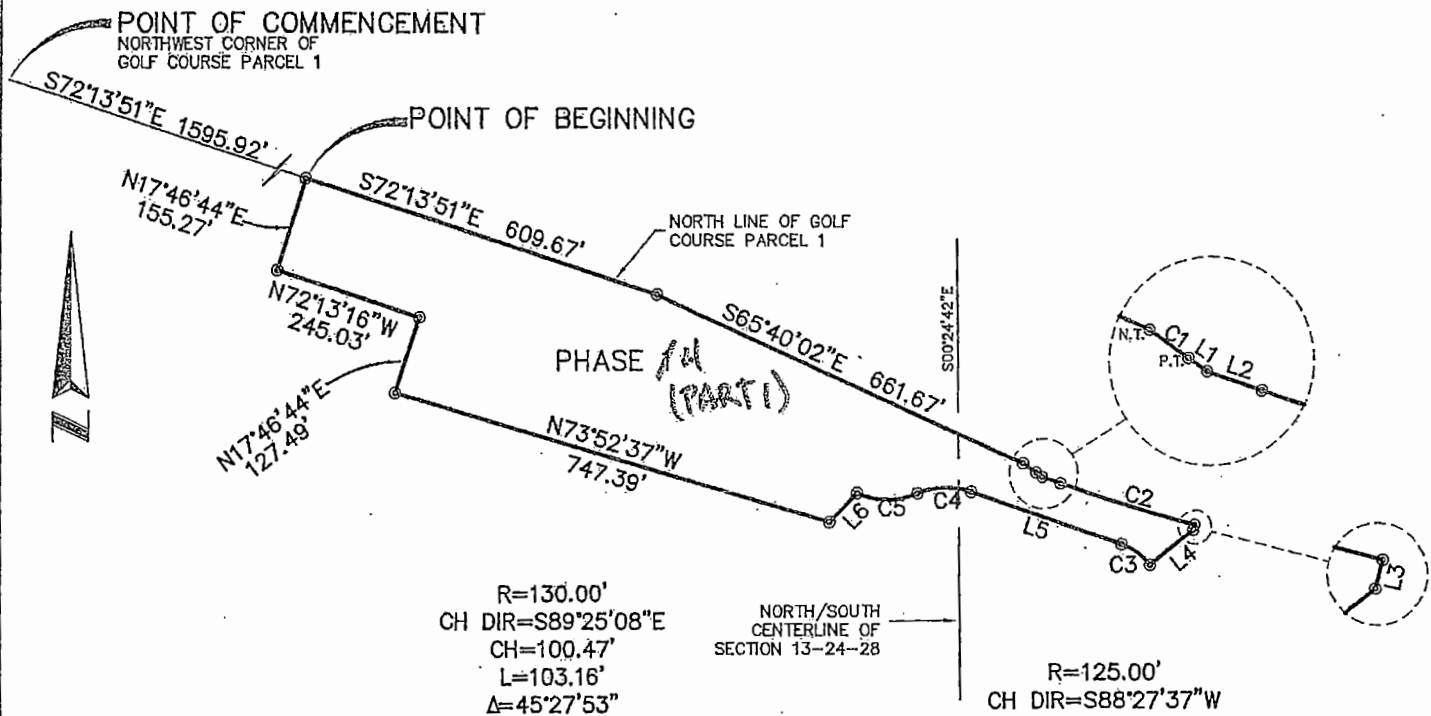 POINT OF COMMENCEMENT
NORTHWEST CORNER OF
GOLF COURSE PARCEL 1
S72°13'51"E 1595.92'
POINT OF BEGINNING
N17°46'44"E
155.27'
S72°13'51"E 609.67'
NORTH LINE OF GOLF
COURSE PARCEL 1
N72°13'16"W
245.03'
S65°40'02"E 661.67'
S00°24'42"E
N.T. C1 L1 L2
P.T.
PHASE 1H
(PART 1)
N17°46'44"E
127.49'
N73°52'37"W
747.39'
L6 C5 C4 L5 C3 L4 C2
L3
N
R=130.00'
CH DIR=S89°25'08"E
CH=100.47'
L=103.16'
Δ=45°27'53"
NORTH/SOUTH
CENTERLINE OF
SECTION 13-24-28
R=125.00'
CH DIR=S88°27'37"W